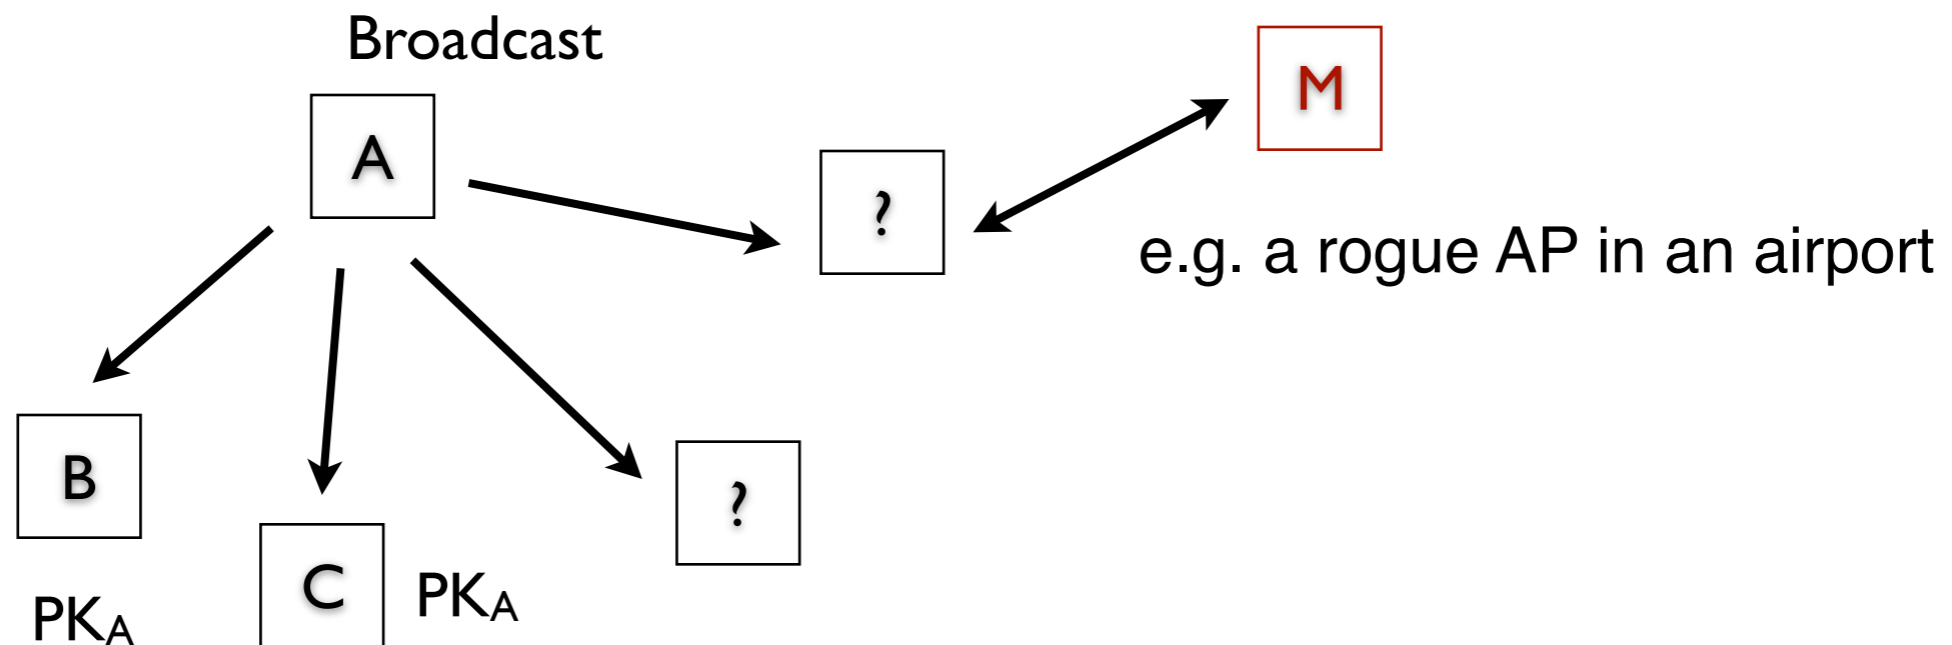 Broadcast
A
M
?
e.g. a rogue AP in an airport
B
?
C
PKA
PKA